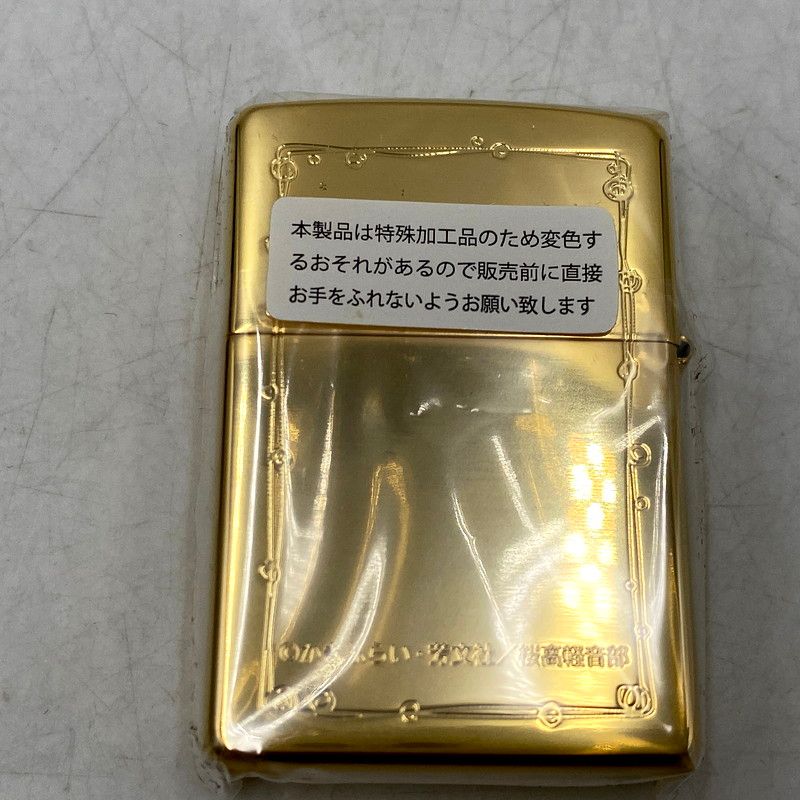 本製品は特殊加工品のため変色す
るおそれがあるので販売前に直接
お手をふれないようお願い致します
©かきふらい・芳文社／桜高軽音部